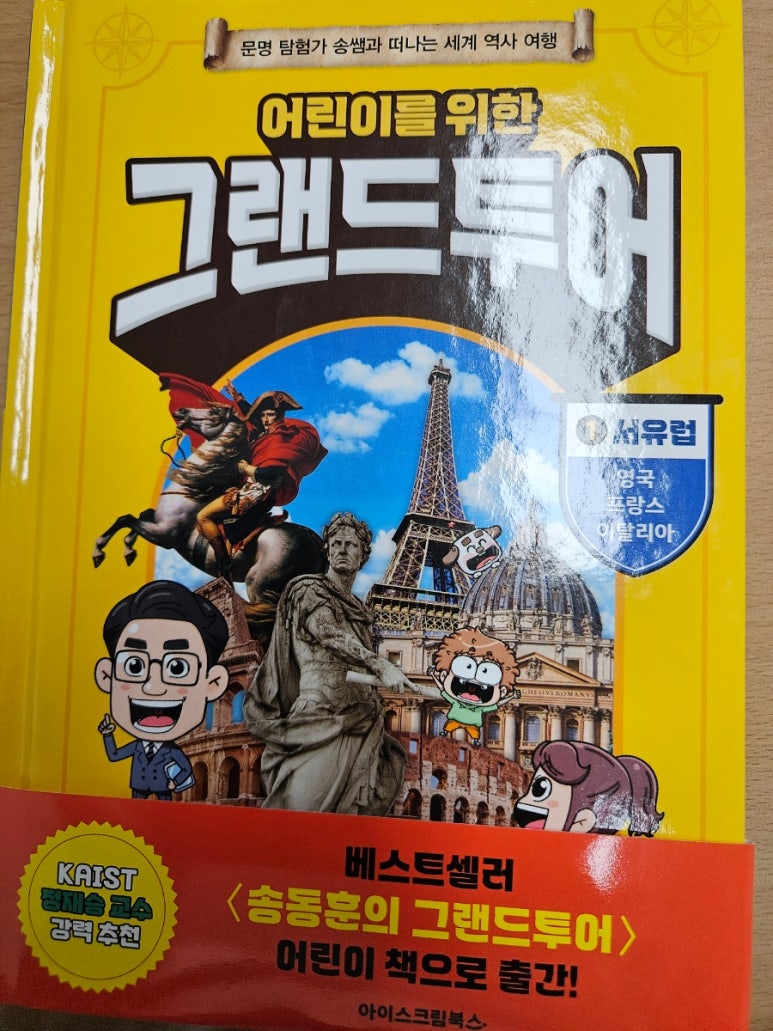 문명 탐험가 송쌤과 떠나는 세계 역사 여행
어린이를 위한
그랜드투어
1 서유럽
영국
프랑스
이탈리아
KAIST
정재승 교수
강력 추천
베스트셀러
〈송동훈의 그랜드투어〉
어린이 책으로 출간!
아이스크림북스